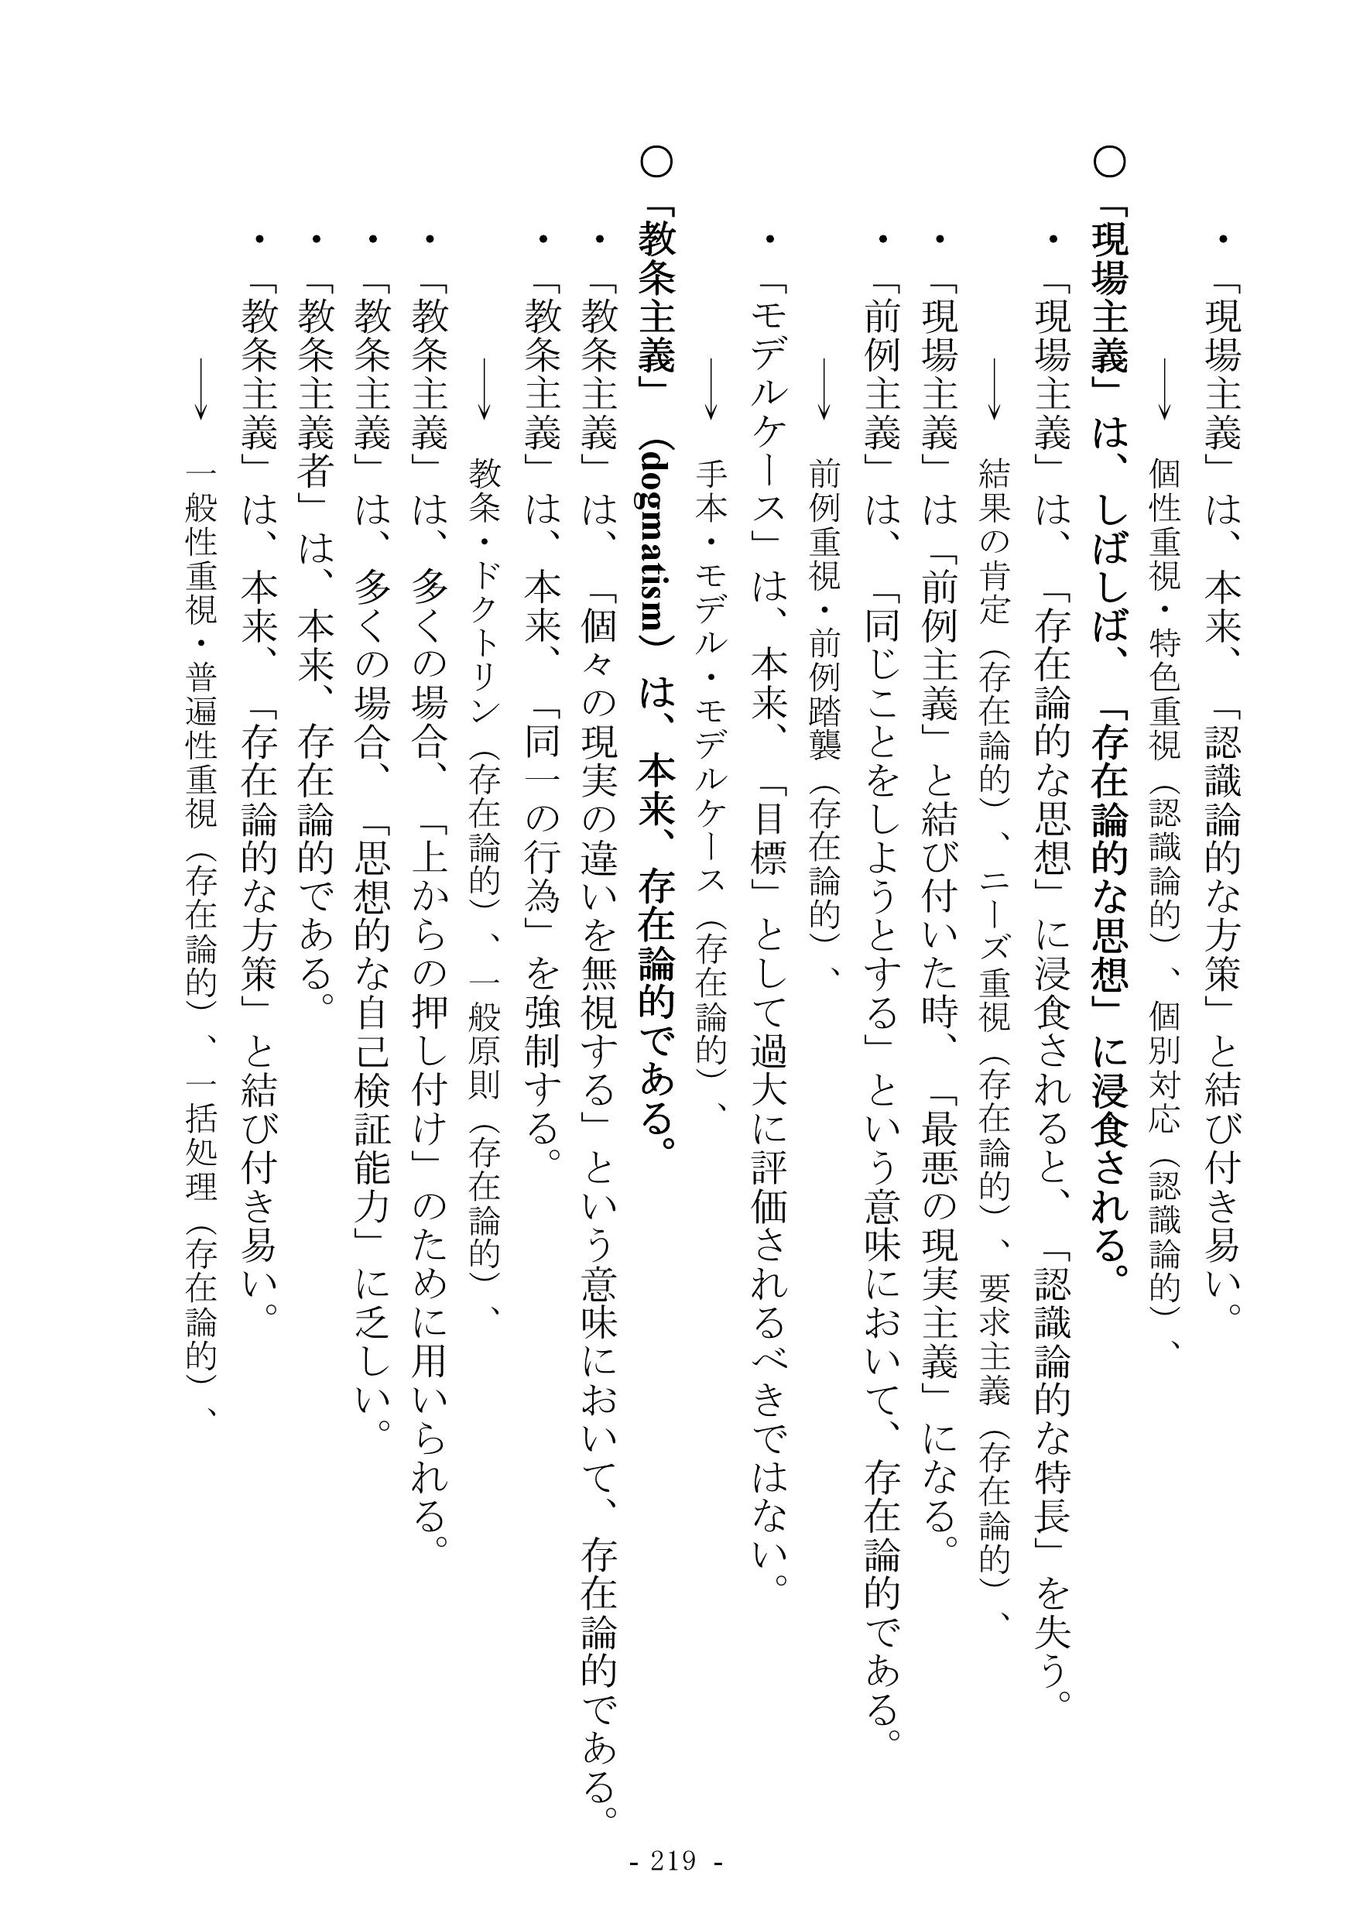 ・「現場主義」は、本来、「認識論的な方策」と結び付き易い。
→ 個性重視・特色重視（認識論的）、個別対応（認識論的）、
○「現場主義」は、しばしば、「存在論的な思想」に浸食される。
・「現場主義」は、「存在論的な思想」に浸食されると、「認識論的な特長」を失う。
→ 結果の肯定（存在論的）、ニーズ重視（存在論的）、要求主義（存在論的）、
・「現場主義」は「前例主義」と結び付いた時、「最悪の現実主義」になる。
・「前例主義」は、「同じことをしようとする」という意味において、存在論的である。
→ 前例重視・前例踏襲（存在論的）、
・「モデルケース」は、本来、「目標」として過大に評価されるべきではない。
→ 手本・モデル・モデルケース（存在論的）、
○「教条主義」（dogmatism）は、本来、存在論的である。
・「教条主義」は、「個々の現実の違いを無視する」という意味において、存在論的である。
・「教条主義」は、本来、「同一の行為」を強制する。
→ 教条・ドクトリン（存在論的）、一般原則（存在論的）、
・「教条主義」は、多くの場合、「上からの押し付け」のために用いられる。
・「教条主義」は、多くの場合、「思想的な自己検証能力」に乏しい。
・「教条主義者」は、本来、存在論的である。
・「教条主義」は、本来、「存在論的な方策」と結び付き易い。
→ 一般性重視・普遍性重視（存在論的）、一括処理（存在論的）、
- 219 -